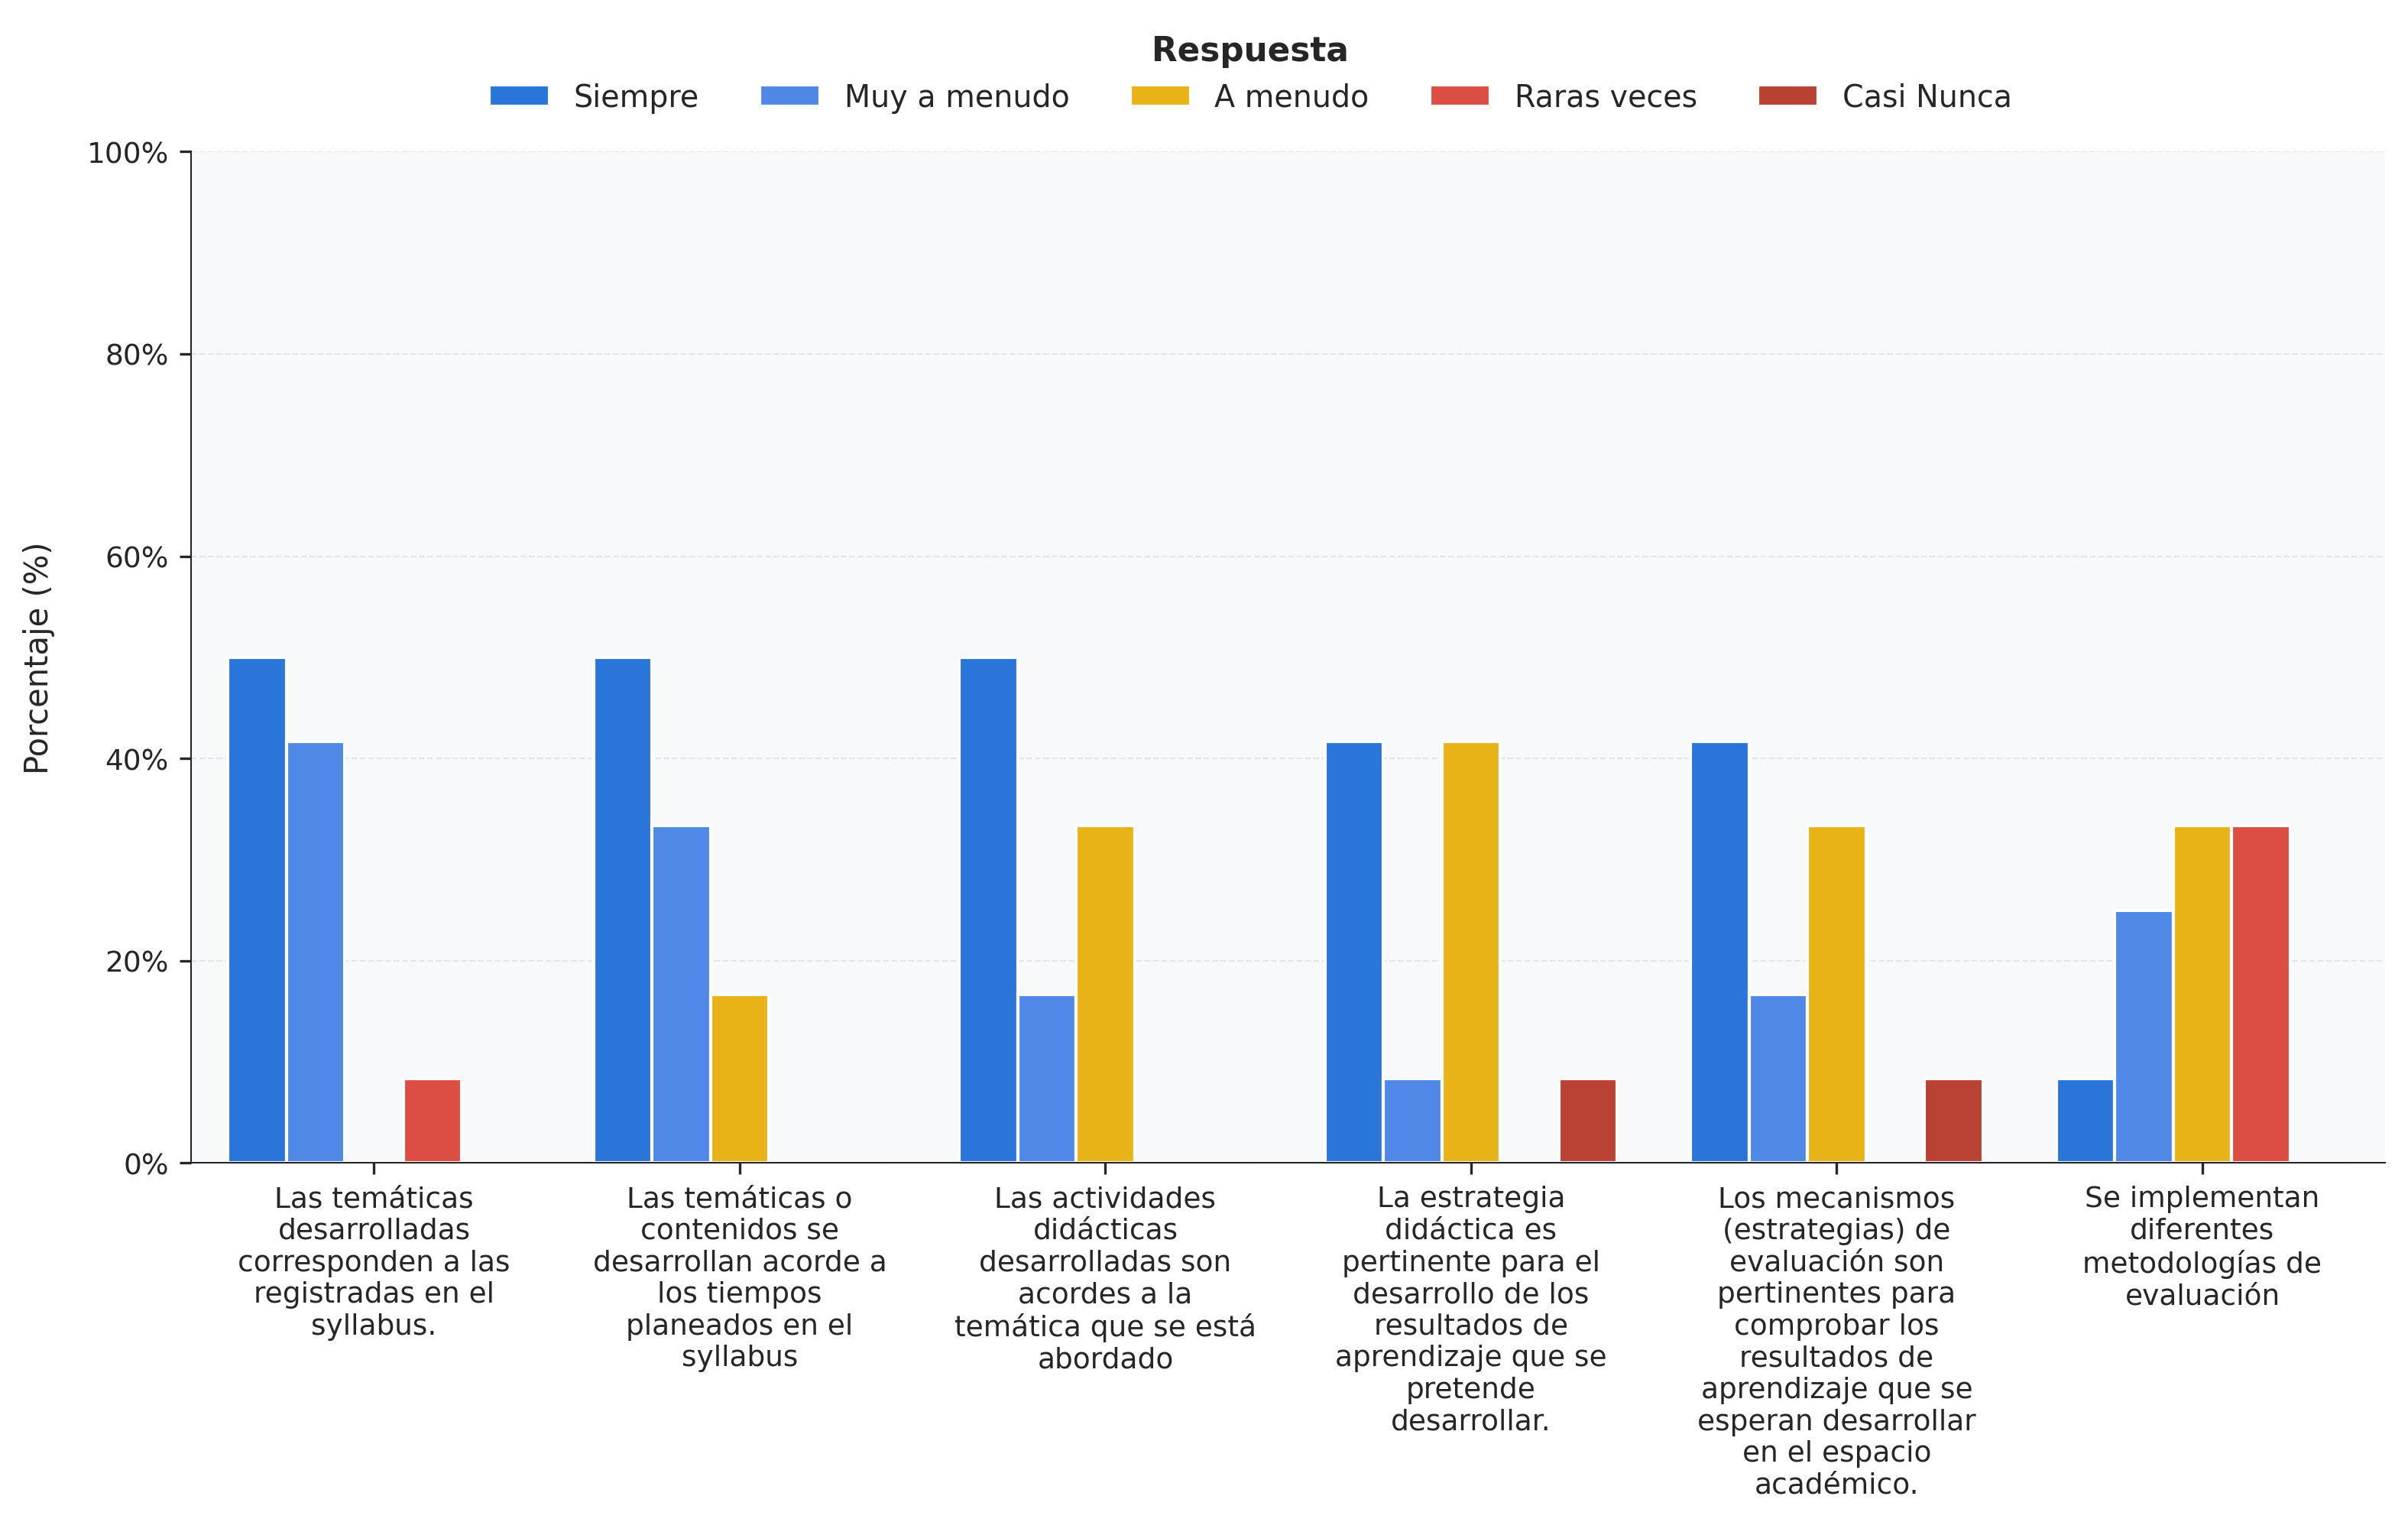 Respuesta
Siempre
Muy a menudo
A menudo
Raras veces
Casi Nunca
Porcentaje (%)
100%
80%
60%
40%
20%
0%
Las temáticas
desarrolladas
corresponden a las
registradas en el
syllabus.
Las temáticas o
contenidos se
desarrollan acorde a
los tiempos
planeados en el
syllabus
Las actividades
didácticas
desarrolladas son
acordes a la
temática que se está
abordado
La estrategia
didáctica es
pertinente para el
desarrollo de los
resultados de
aprendizaje que se
pretende
desarrollar.
Los mecanismos
(estrategias) de
evaluación son
pertinentes para
comprobar los
resultados de
aprendizaje que se
esperan desarrollar
en el espacio
académico.
Se implementan
diferentes
metodologías de
evaluación